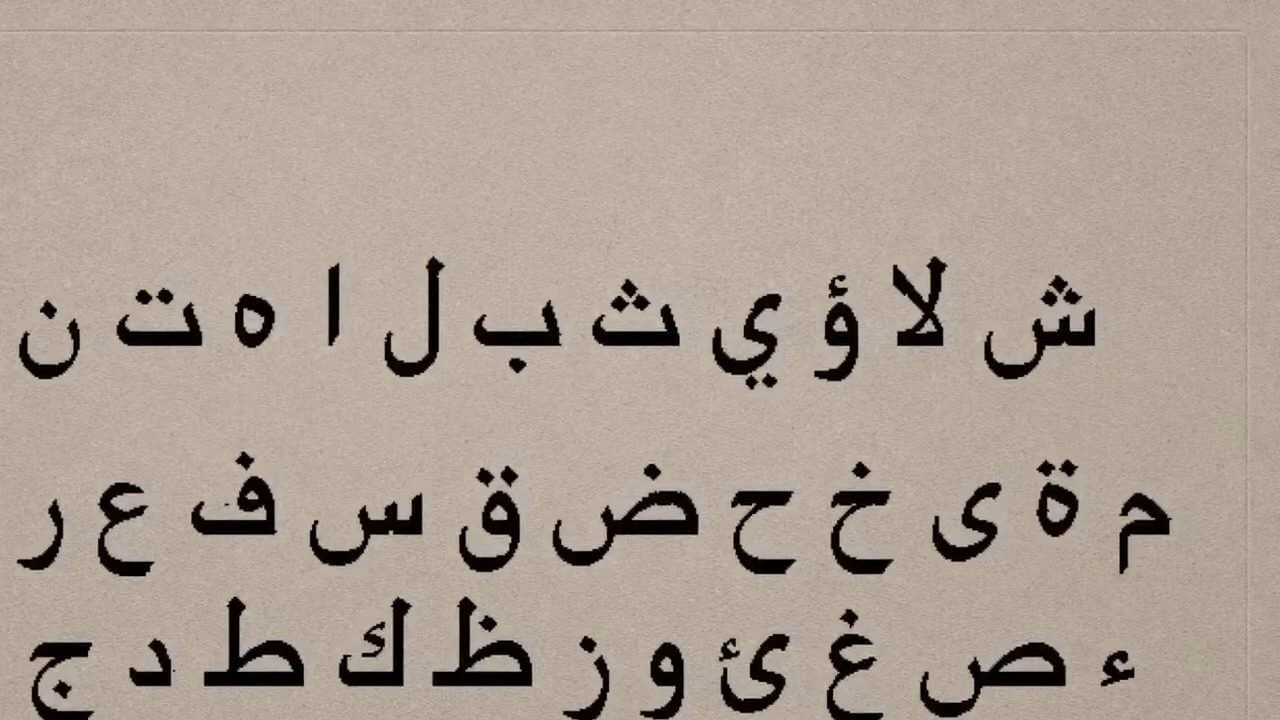 ش لا ؤ ي ث ب ل ا ه ت ن
م ة ى خ ح ض ق س ف ع ر
ء ص غ ئ و ز ظ ك ط د ج